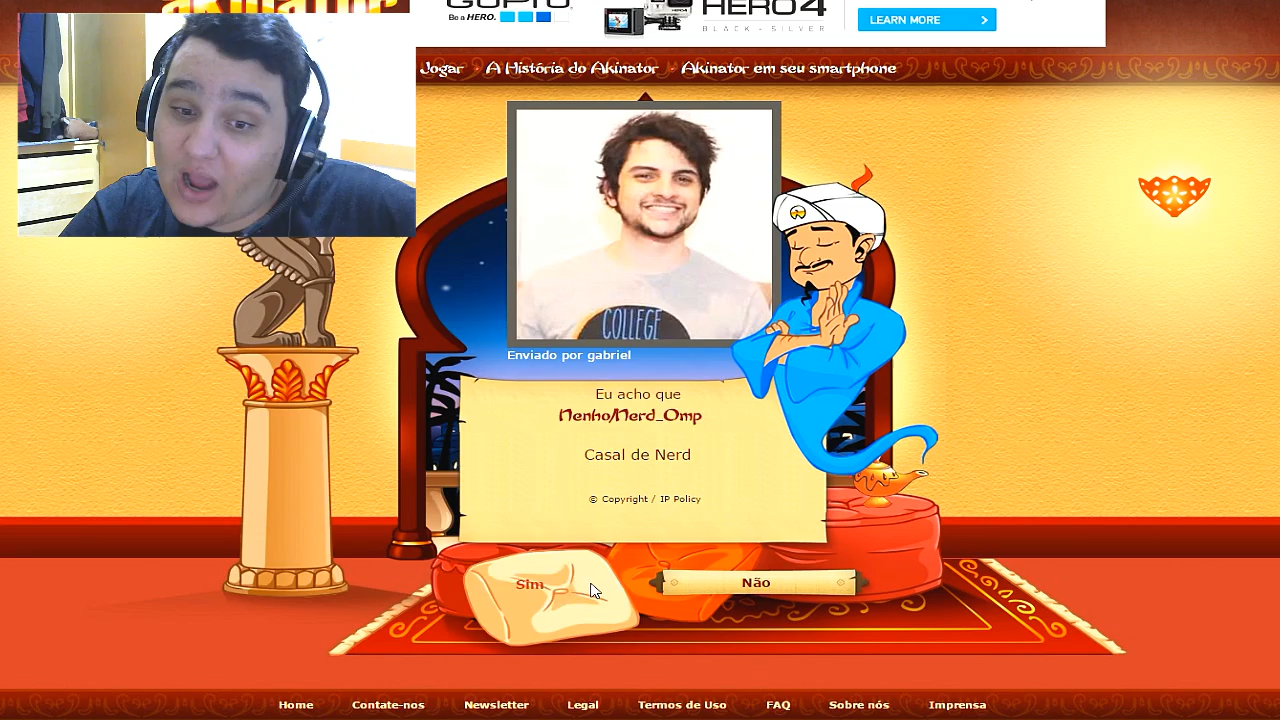 akinator
GOPRO
Be a HERO.
HERO4
BLACK - SILVER
LEARN MORE
Jogar - A História do Akinator - Akinator em seu smartphone
COLLEGE
Enviado por gabriel
Eu acho que
Nenho/Nerd_Omp
Casal de Nerd
© Copyright / IP Policy
Sim
Não
Home Contate-nos Newsletter Legal Termos de Uso FAQ Sobre nós Imprensa